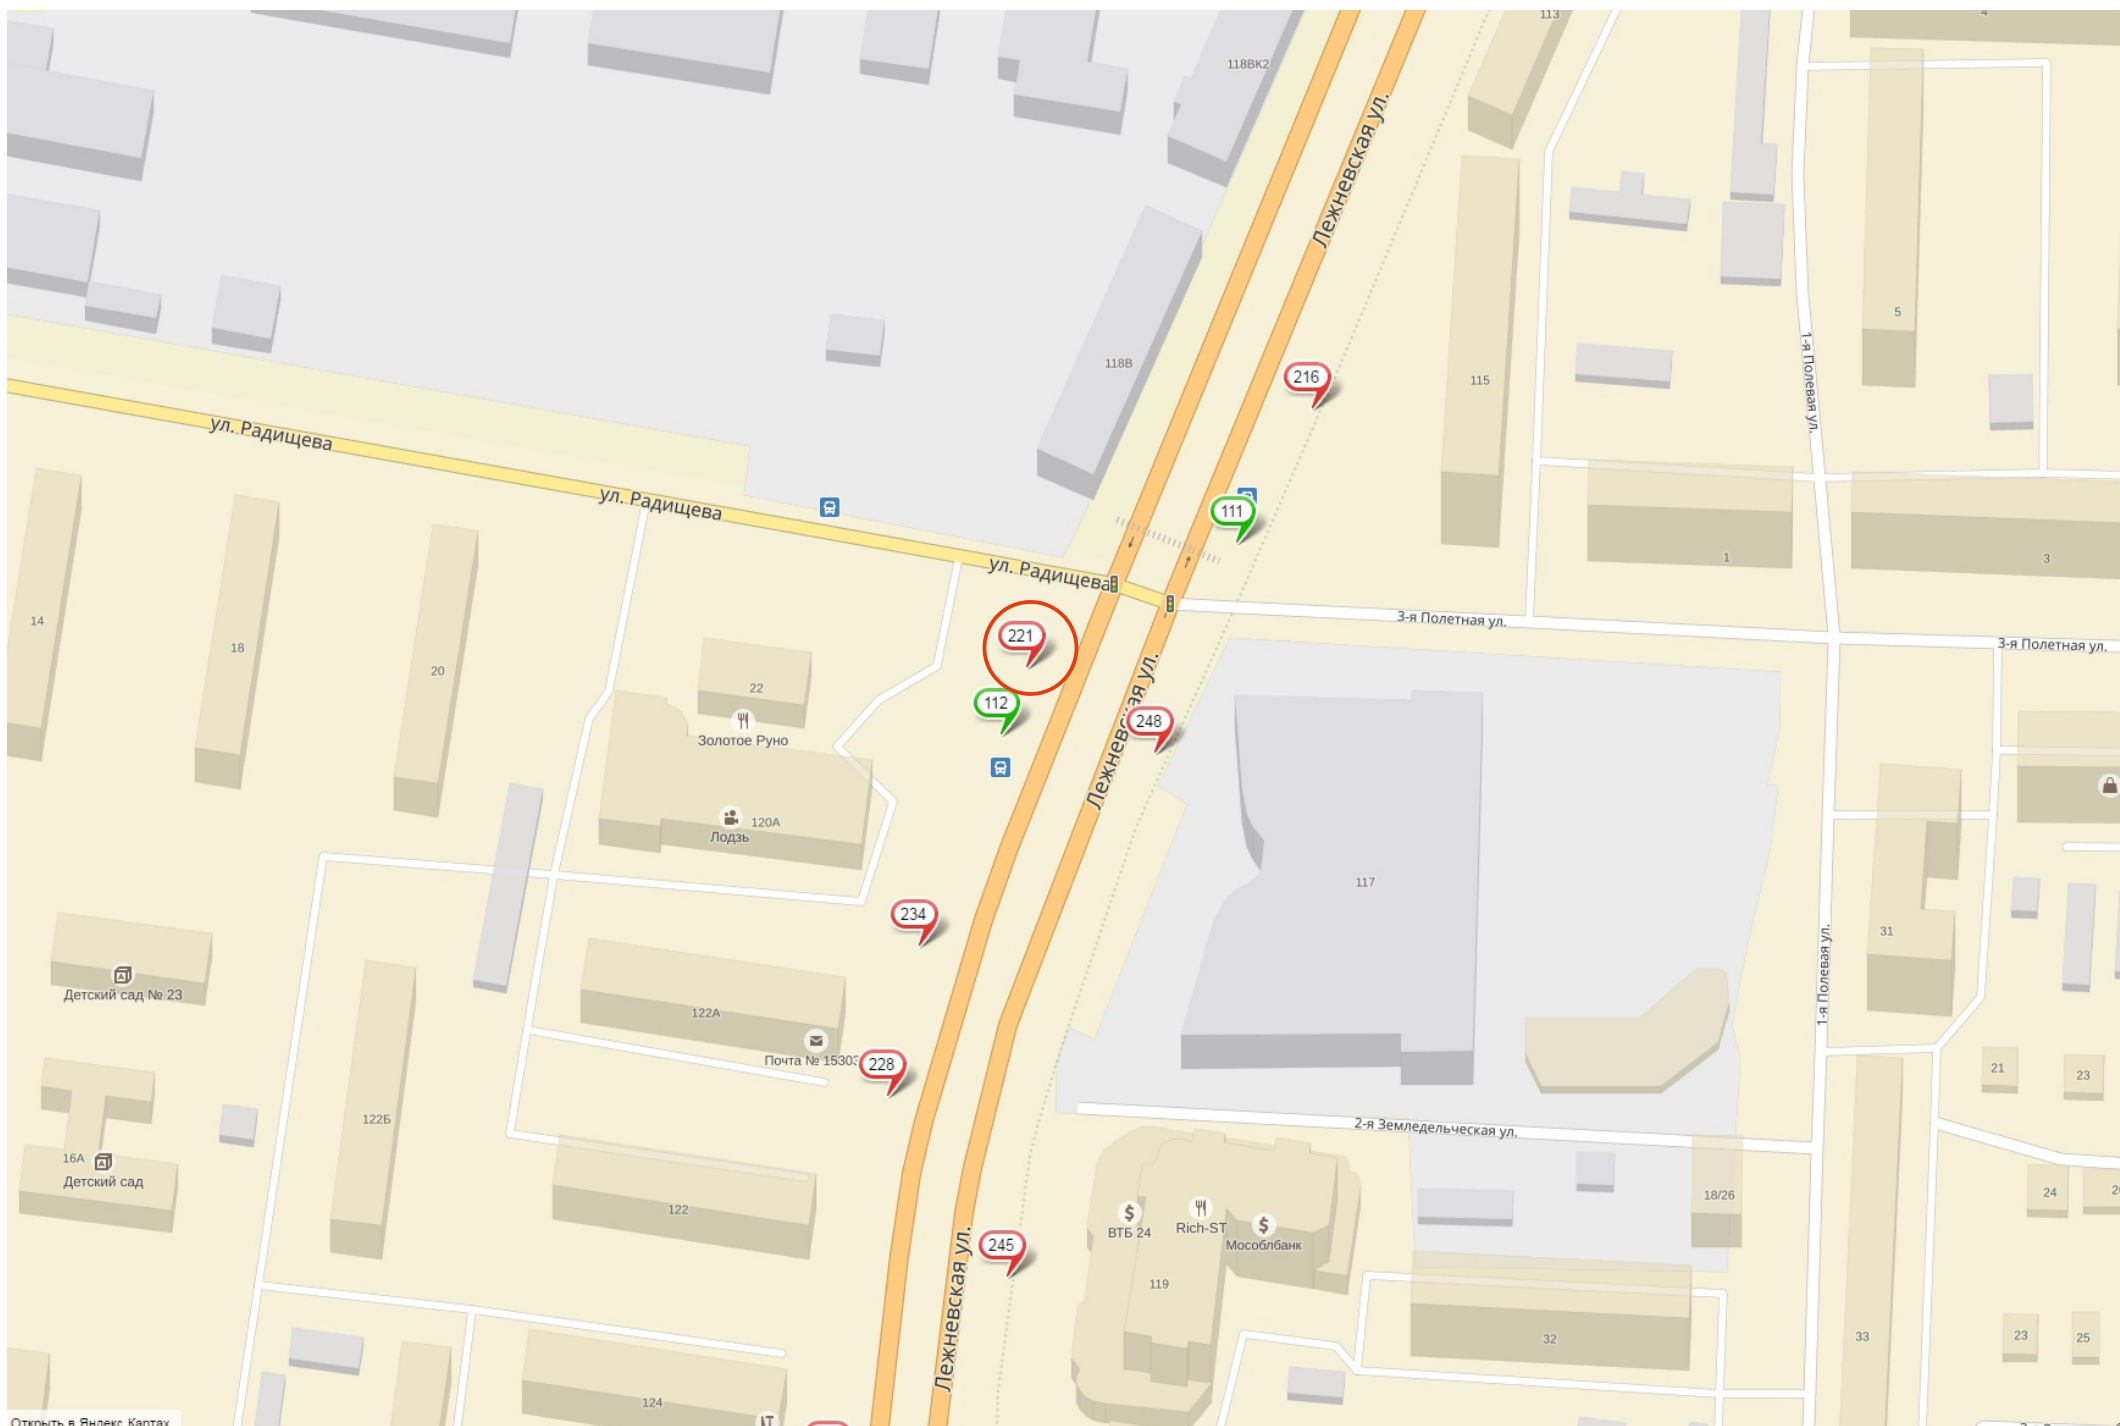 113
4
118ВК2
Лежневская ул.
5
1-я Полевая ул.
118В
216
115
ул. Радищева
ул. Радищева
111
ул. Радищева
1
3
14
18
20
221
3-я Полетная ул.
3-я Полетная ул.
22
Золотое Руно
112
248
Лежневская ул.
120А
Лодзь
117
234
31
1-я Полевая ул.
Детский сад № 23
122А
Почта № 15303
228
21
23
122Б
2-я Земледельческая ул.
16А
Детский сад
122
18/26
24
ВТБ 24
Rich-ST
Мособлбанк
245
119
Лежневская ул.
32
33
23
25
124
Открыть в Яндекс.Картах